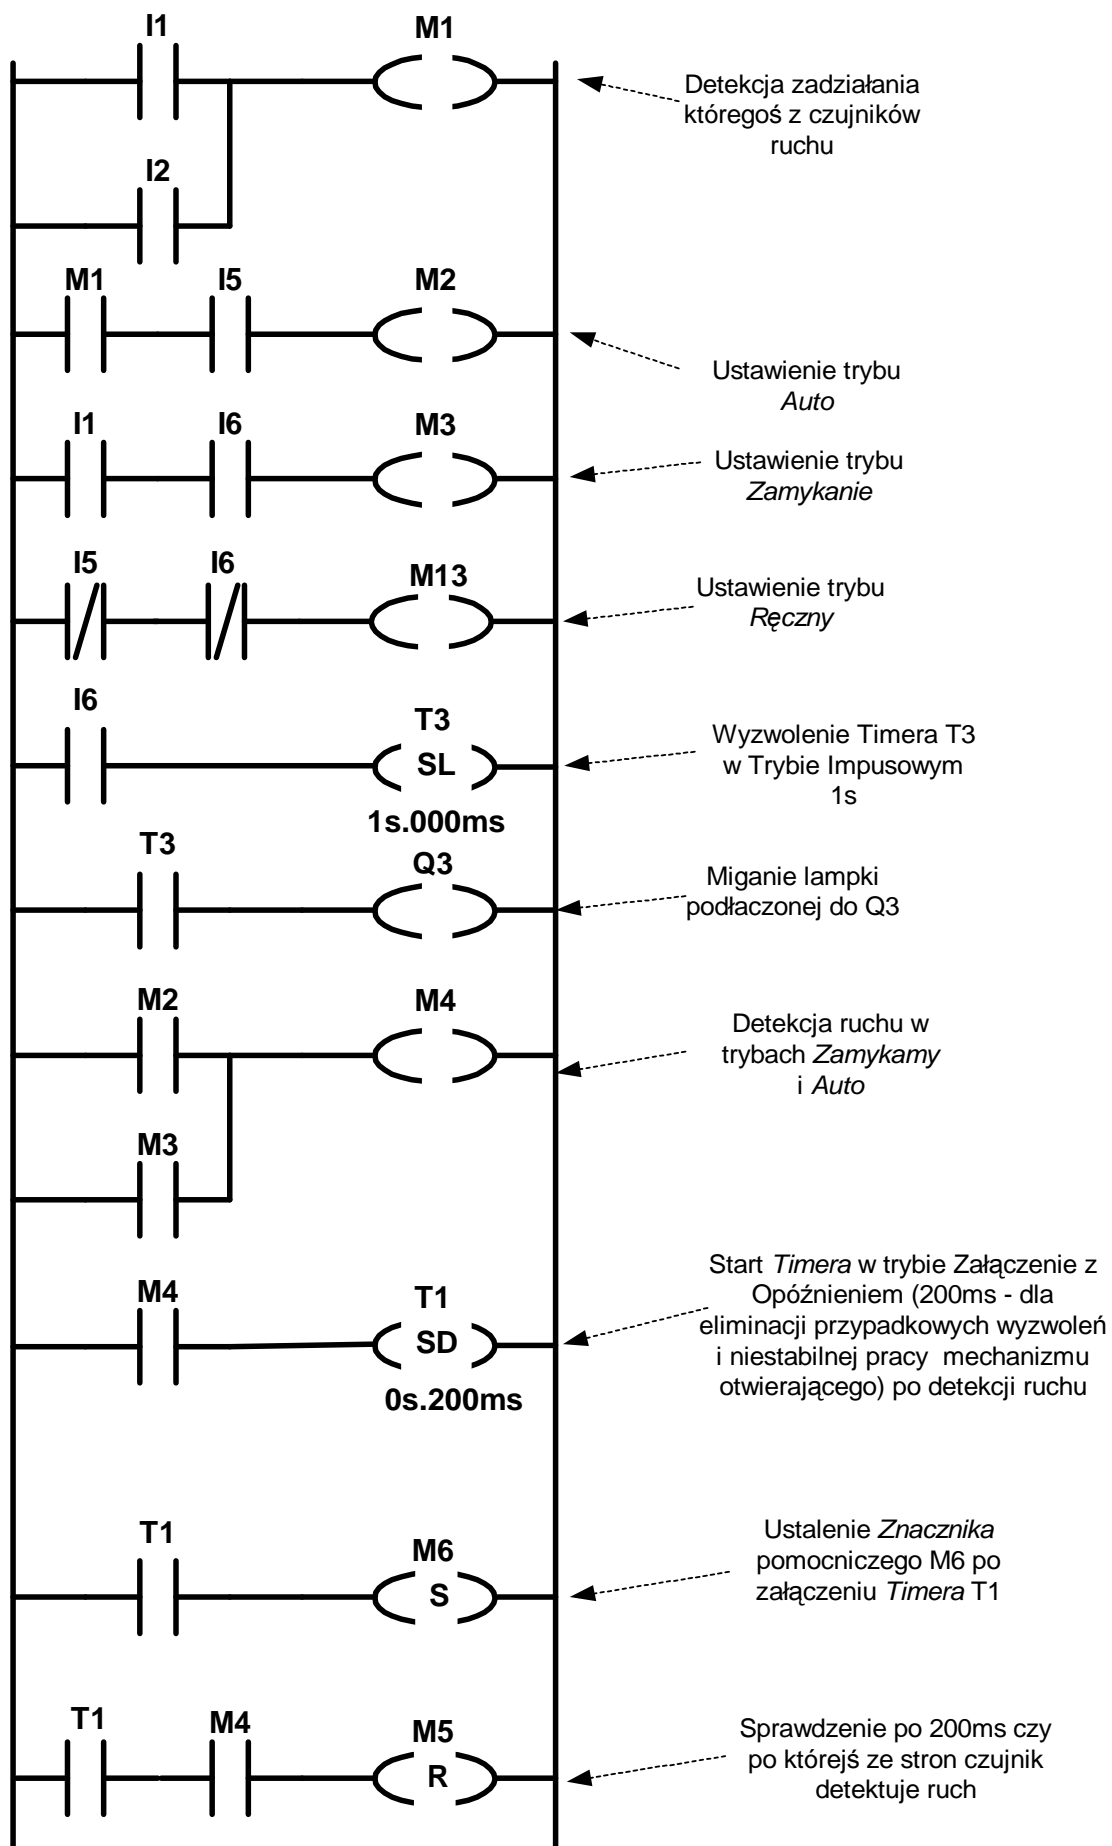 I1
M1
Detekcja zadziałania
któregoś z czujników
ruchu
I2
M1
I5
M2
Ustawienie trybu
Auto
I1
I6
M3
Ustawienie trybu
Zamykanie
I5
I6
M13
Ustawienie trybu
Ręczny
I6
T3
SL
1s.000ms
Wyzwolenie Timera T3
w Trybie Impusowym
1s
T3
Q3
Miganie lampki
podłaczonej do Q3
M2
M4
Detekcja ruchu w
trybach Zamykamy
i Auto
M3
M4
T1
SD
0s.200ms
Start Timera w trybie Załączenie z
Opóźnieniem (200ms - dla
eliminacji przypadkowych wyzwoleń
i niestabilnej pracy mechanizmu
otwierającego) po detekcji ruchu
T1
M6
S
Ustalenie Znacznika
pomocniczego M6 po
załączeniu Timera T1
T1
M4
M5
R
Sprawdzenie po 200ms czy
po którejś ze stron czujnik
detektuje ruch